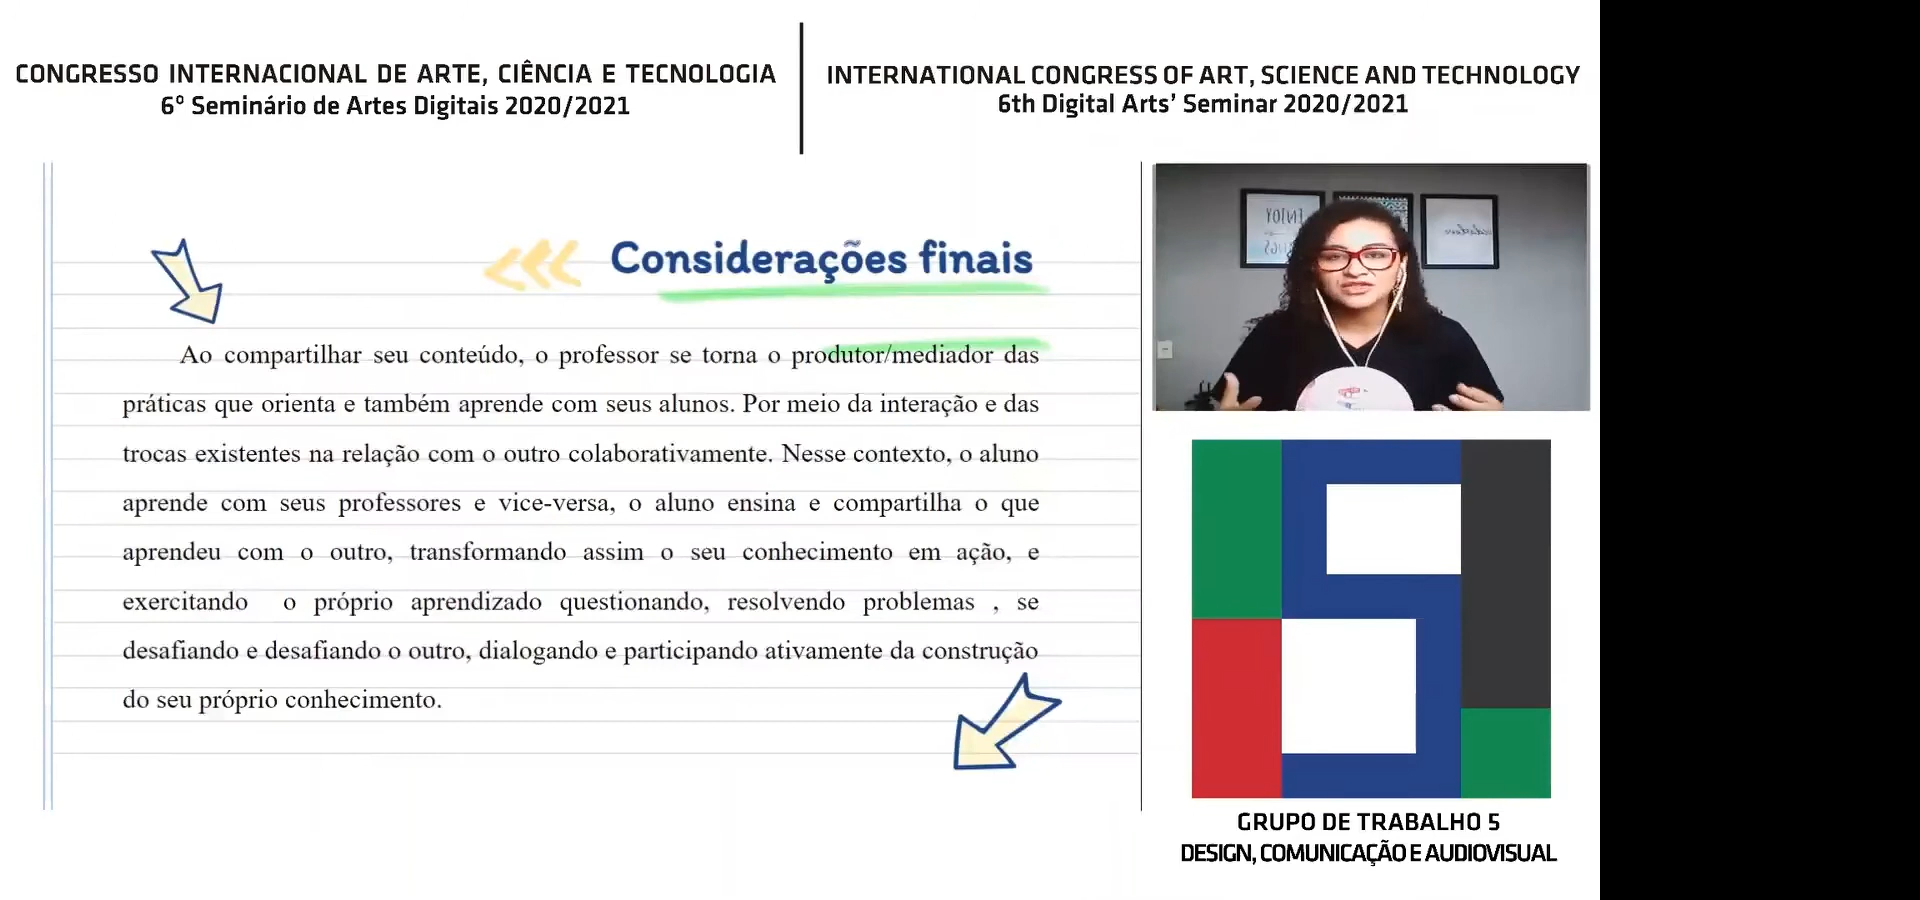 CONGRESSO INTERNACIONAL DE ARTE, CIÊNCIA E TECNOLOGIA
6º Seminário de Artes Digitais 2020/2021
INTERNATIONAL CONGRESS OF ART, SCIENCE AND TECHNOLOGY
6th Digital Arts' Seminar 2020/2021
Considerações finais
Ao compartilhar seu conteúdo, o professor se torna o produtor/mediador das
práticas que orienta e também aprende com seus alunos. Por meio da interação e das
trocas existentes na relação com o outro colaborativamente. Nesse contexto, o aluno
aprende com seus professores e vice-versa, o aluno ensina e compartilha o que
aprendeu com o outro, transformando assim o seu conhecimento em ação, e
exercitando o próprio aprendizado questionando, resolvendo problemas , se
desafiando e desafiando o outro, dialogando e participando ativamente da construção
do seu próprio conhecimento.
ENJOY
GRUPO DE TRABALHO 5
DESIGN, COMUNICAÇÃO E AUDIOVISUAL